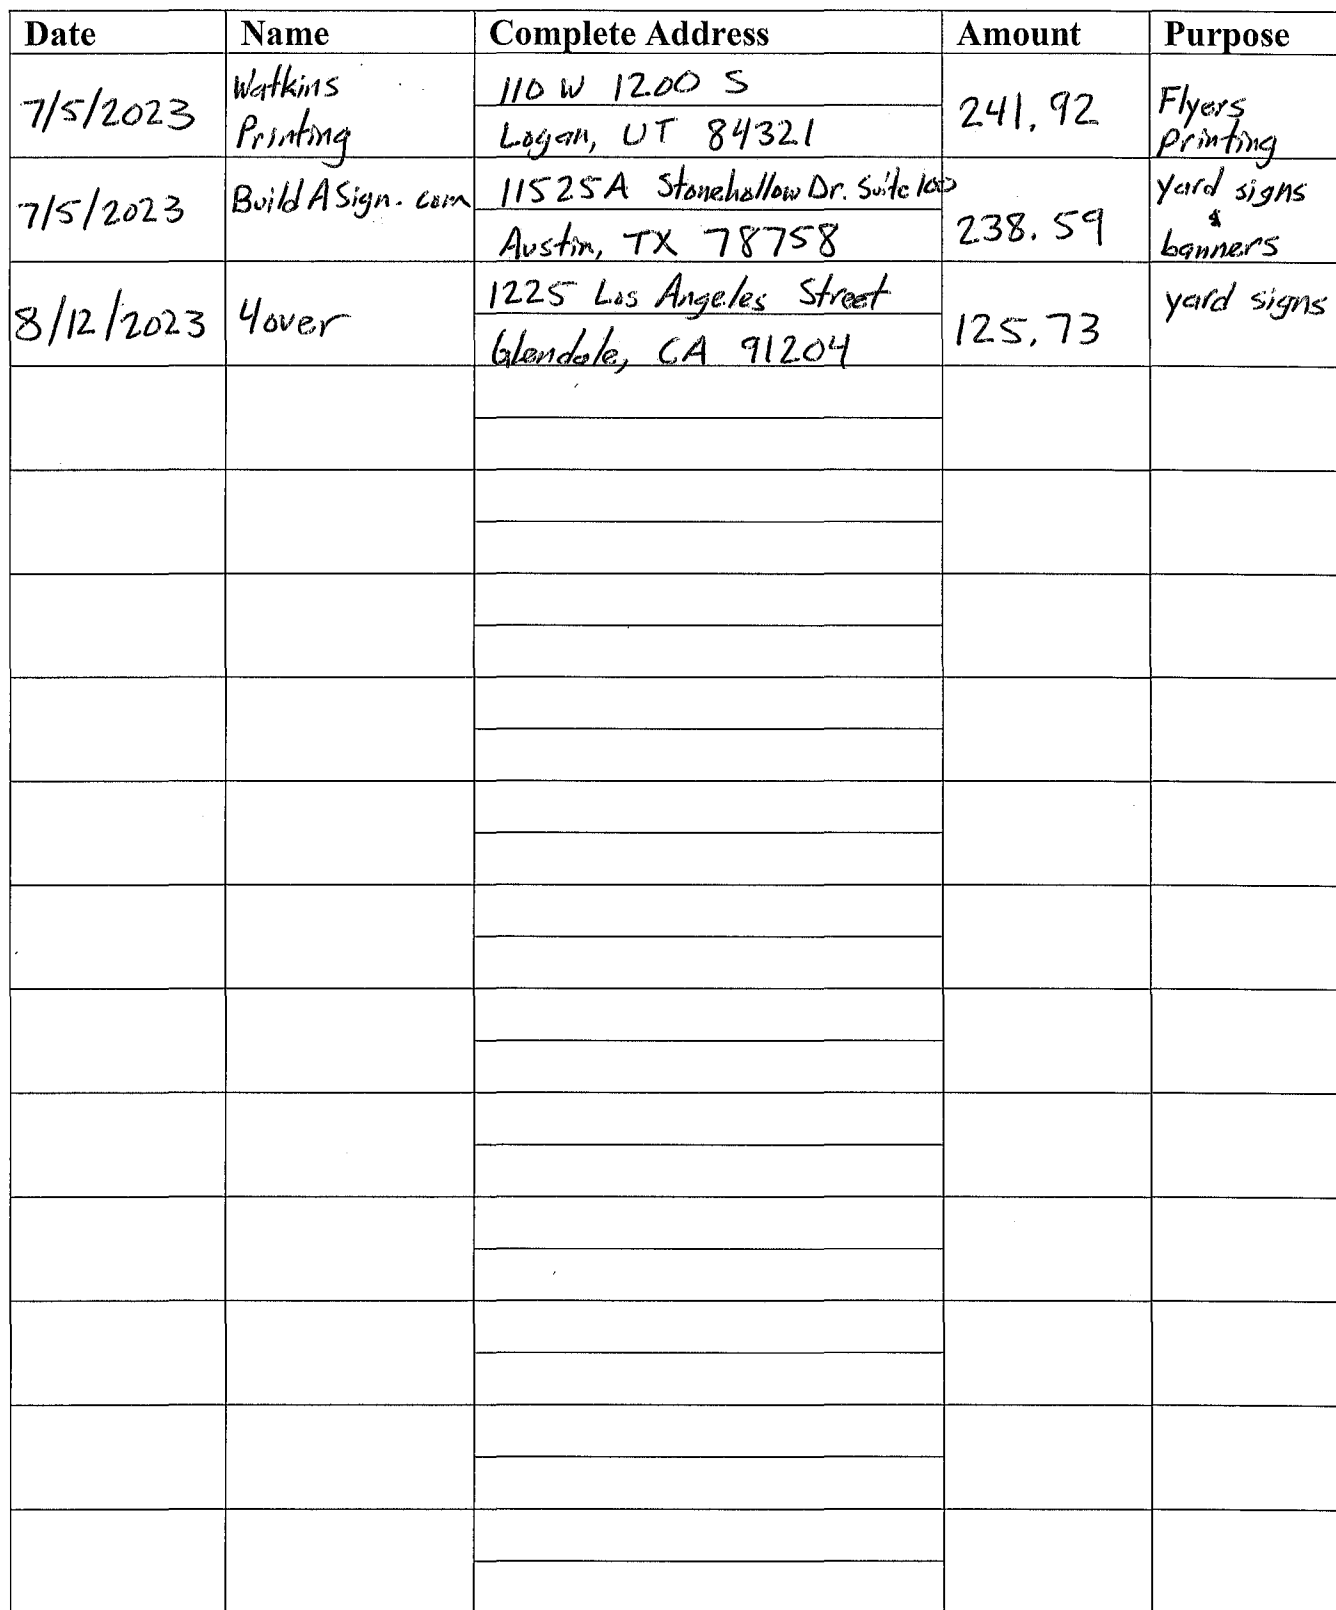 Date Name Complete Address Amount Purpose
7/5/2023 Watkins Printing 110 W 1200 S 241.92 Flyers Printing
Logan, UT 84321
7/5/2023 BuildASign.com 11525A Stonehollow Dr. Suite 100 238.59 yard signs & banners
Austin, TX 78758
8/12/2023 4over 1225 Los Angeles Street 125.73 yard signs
Glendale, CA 91204